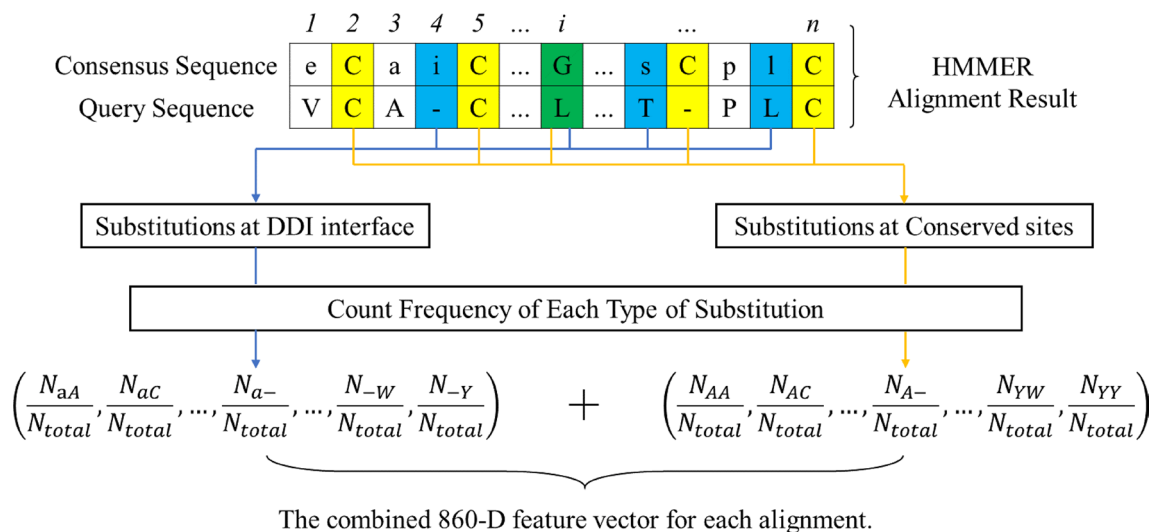 1 2 3 4 5 ... i ... n
Consensus Sequence e C a i C ... G ... s C p l C
Query Sequence V C A - C ... L ... T - P L C
HMMER
Alignment Result
Substitutions at DDI interface
Substitutions at Conserved sites
Count Frequency of Each Type of Substitution
(N_aA/N_total, N_aC/N_total, ..., N_a-/N_total, ..., N_-W/N_total, N_-Y/N_total) + (N_AA/N_total, N_AC/N_total, ..., N_A-/N_total, ..., N_YW/N_total, N_YY/N_total)
The combined 860-D feature vector for each alignment.